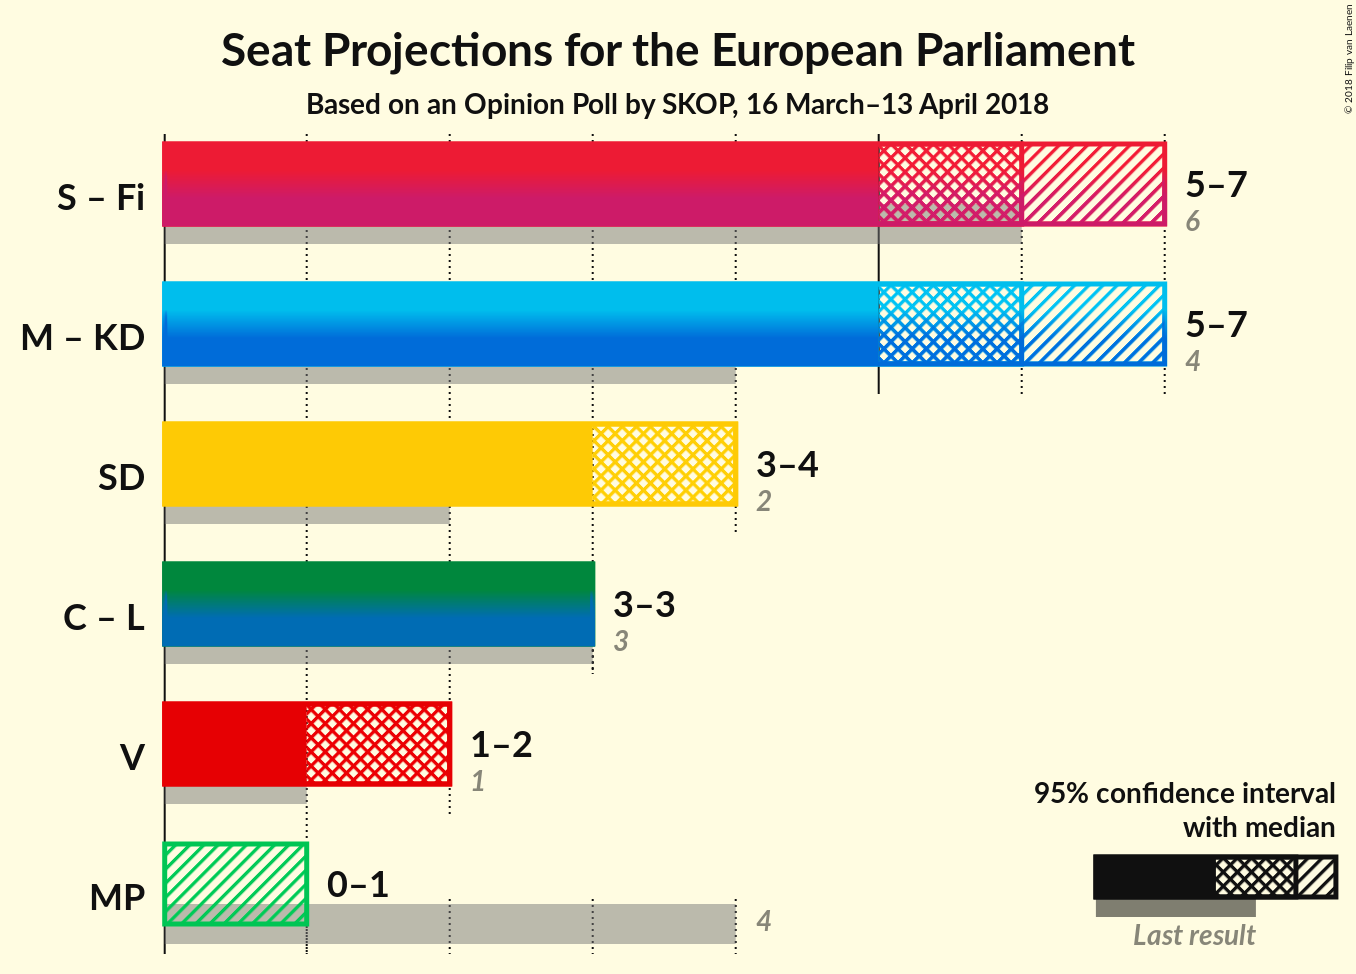 Seat Projections for the European Parliament
Based on an Opinion Poll by SKOP, 16 March–13 April 2018
© 2018 Filip van Laenen
S – Fi
5–7
6
M – KD
5–7
4
SD
3–4
2
C – L
3–3
3
V
1–2
1
MP
0–1
4
95% confidence interval
with median
Last result